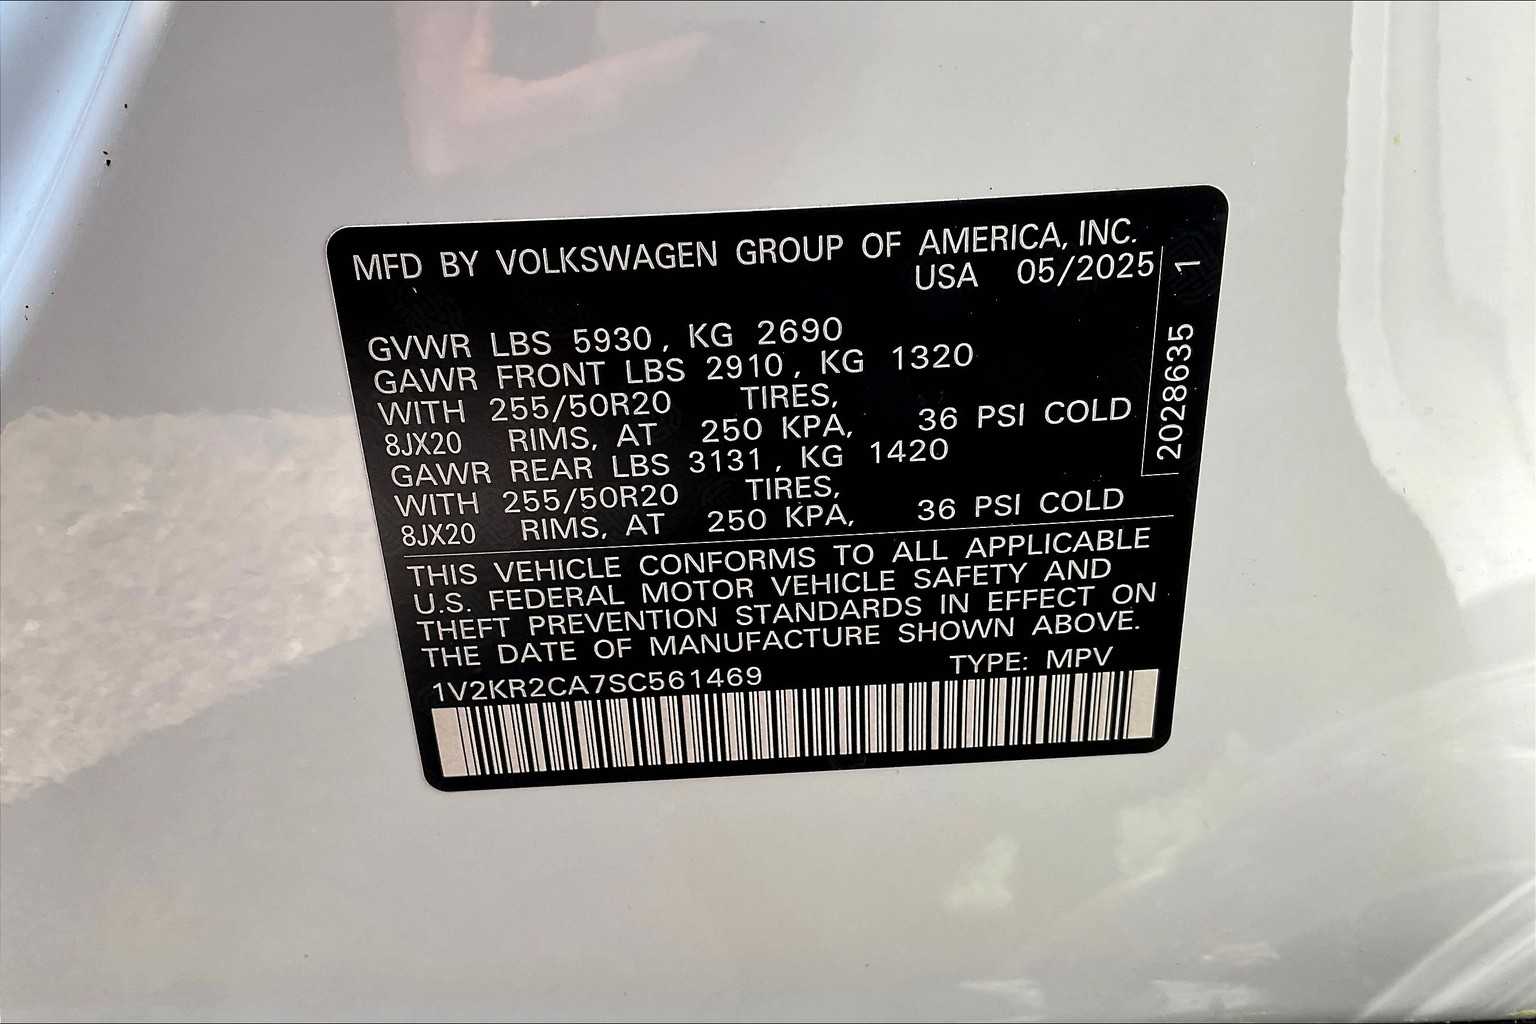 MFD BY VOLKSWAGEN GROUP OF AMERICA, INC.
USA 05/2025
GVWR LBS 5930, KG 2690
GAWR FRONT LBS 2910, KG 1320
WITH 255/50R20 TIRES,
8JX20 RIMS, AT 250 KPA, 36 PSI COLD
GAWR REAR LBS 3131, KG 1420
WITH 255/50R20 TIRES,
8JX20 RIMS, AT 250 KPA, 36 PSI COLD
2028635 1
THIS VEHICLE CONFORMS TO ALL APPLICABLE
U.S. FEDERAL MOTOR VEHICLE SAFETY AND
THEFT PREVENTION STANDARDS IN EFFECT ON
THE DATE OF MANUFACTURE SHOWN ABOVE.
1V2KR2CA7SC561469 TYPE: MPV